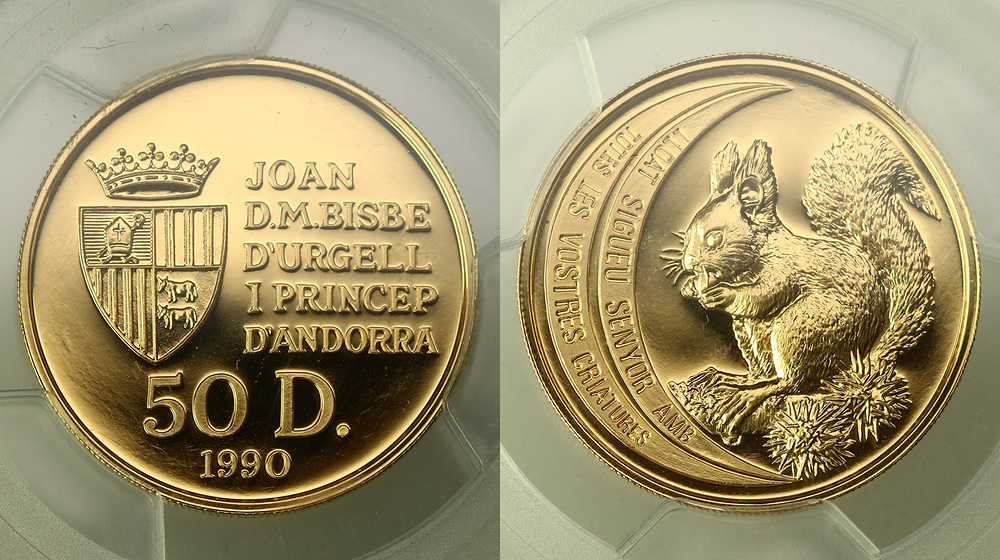 JOAN
D.M.BISBE
D'URGELL
I PRINCEP
D'ANDORRA
50 D.
1990
LLOAT SIGUEU SENYOR AMB
TOTES LES VOSTRES CRIATURES